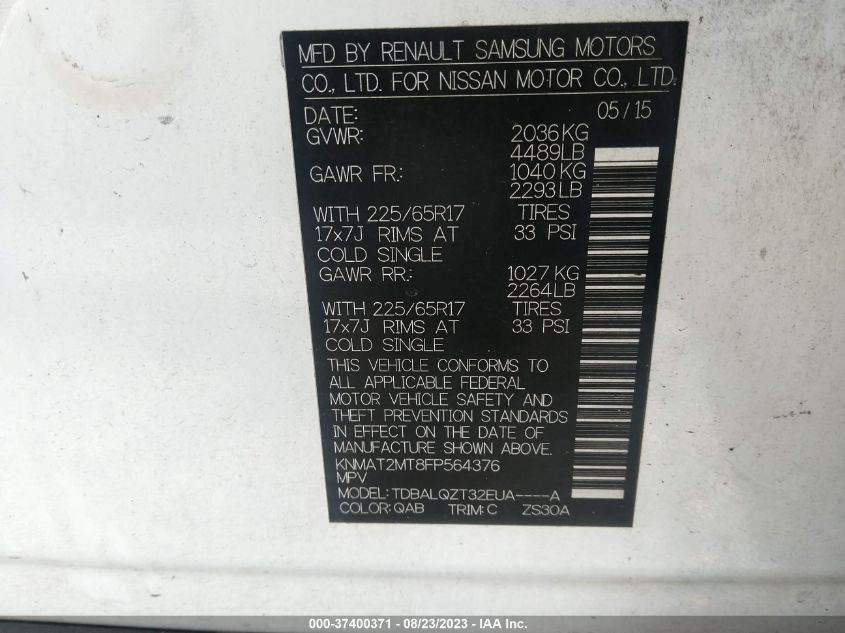 MFD BY RENAULT SAMSUNG MOTORS
CO., LTD. FOR NISSAN MOTOR CO., LTD.
DATE: 05/15
GVWR: 2036KG
4489LB
GAWR FR.: 1040KG
2293LB
WITH 225/65R17 TIRES
17x7J RIMS AT 33 PSI
COLD SINGLE
GAWR RR.: 1027KG
2264LB
WITH 225/65R17 TIRES
17x7J RIMS AT 33 PSI
COLD SINGLE
THIS VEHICLE CONFORMS TO
ALL APPLICABLE FEDERAL
MOTOR VEHICLE SAFETY AND
THEFT PREVENTION STANDARDS
IN EFFECT ON THE DATE OF
MANUFACTURE SHOWN ABOVE.
KNMAT2MT8FP564376
MPV
MODEL: TDBALQZT32EUA----A
COLOR: QAB TRIM: C ZS30A
000-37400371 - 08/23/2023 - IAA Inc.